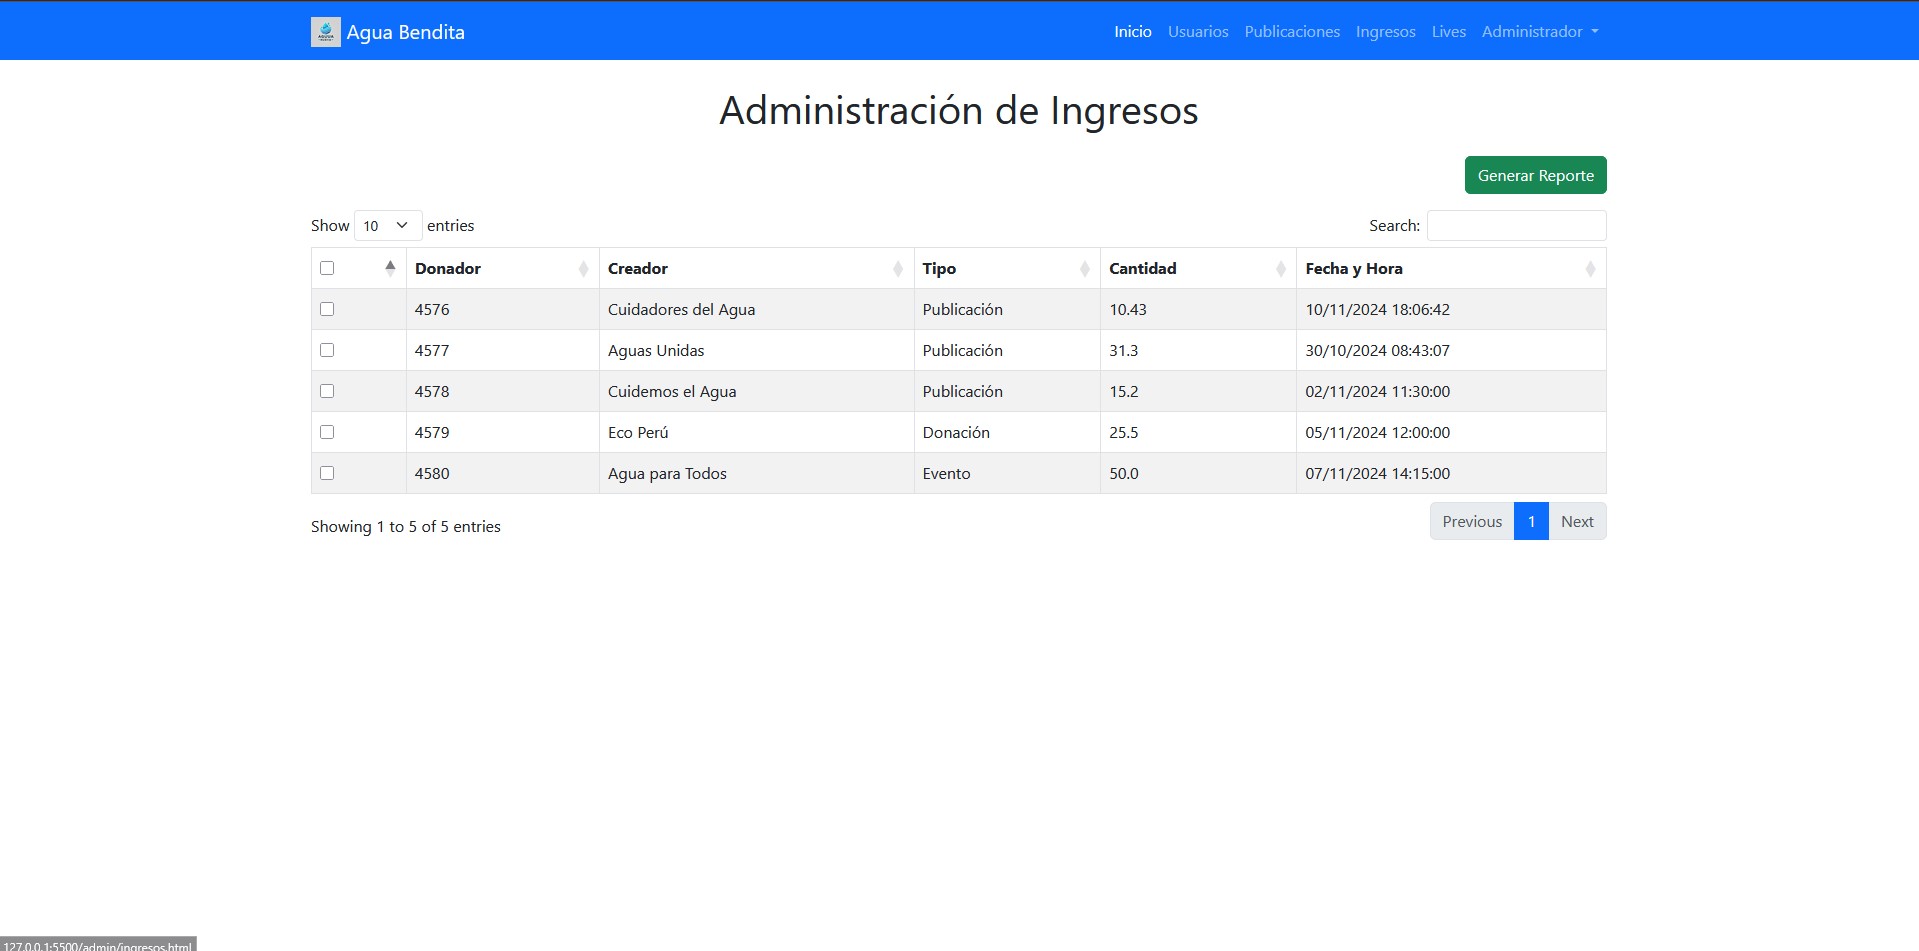 Agua Bendita Inicio Usuarios Publicaciones Ingresos Lives Administrador
Administración de Ingresos
Generar Reporte
Show 10 entries Search:
Donador Creador Tipo Cantidad Fecha y Hora
4576 Cuidadores del Agua Publicación 10.43 10/11/2024 18:06:42
4577 Aguas Unidas Publicación 31.3 30/10/2024 08:43:07
4578 Cuidemos el Agua Publicación 15.2 02/11/2024 11:30:00
4579 Eco Perú Donación 25.5 05/11/2024 12:00:00
4580 Agua para Todos Evento 50.0 07/11/2024 14:15:00
Showing 1 to 5 of 5 entries Previous 1 Next
127.0.0.1:5500/admin/ingresos.html